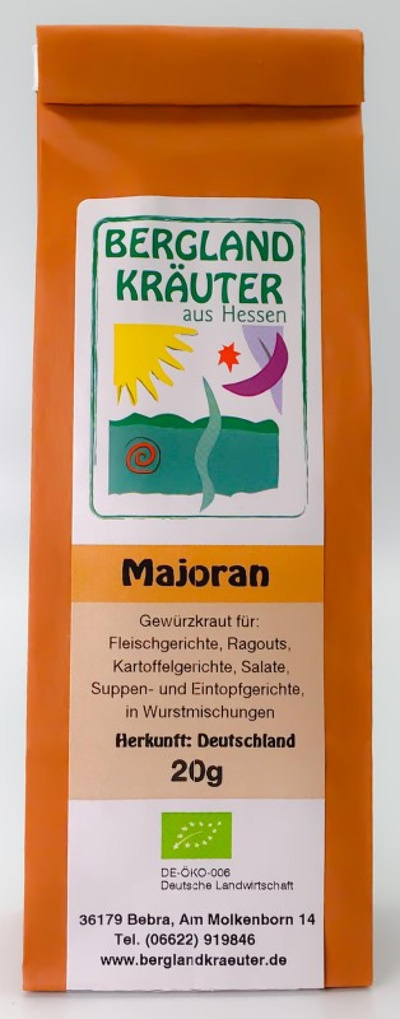 BERGLAND
KRÄUTER
aus Hessen
Majoran
Gewürzkraut für:
Fleischgerichte, Ragouts,
Kartoffelgerichte, Salate,
Suppen- und Eintopfgerichte,
in Wurstmischungen
Herkunft: Deutschland
20g
DE-ÖKO-006
Deutsche Landwirtschaft
36179 Bebra, Am Molkenborn 14
Tel. (06622) 919846
www.berglandkraeuter.de